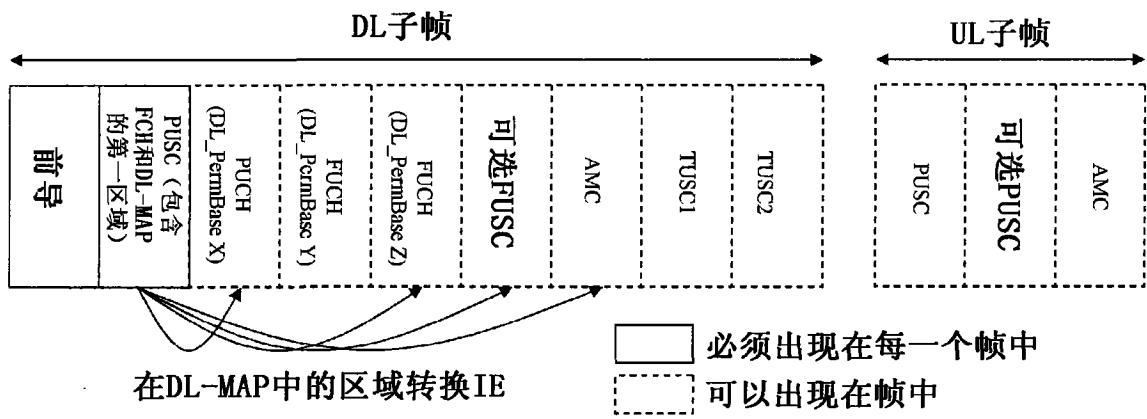 DL子帧
UL子帧
前导
PUSC（包含
FCH和DL-MAP
的第一区域）
PUCH
(DL_PermBase X)
FUCH
(DL_PermBase Y)
FUCH
(DL_PermBase Z)
可选FUSC
AMC
TUSC1
TUSC2
PUSC
可选PUSC
AMC
必须出现在每一个帧中
在DL-MAP中的区域转换IE
可以出现在帧中